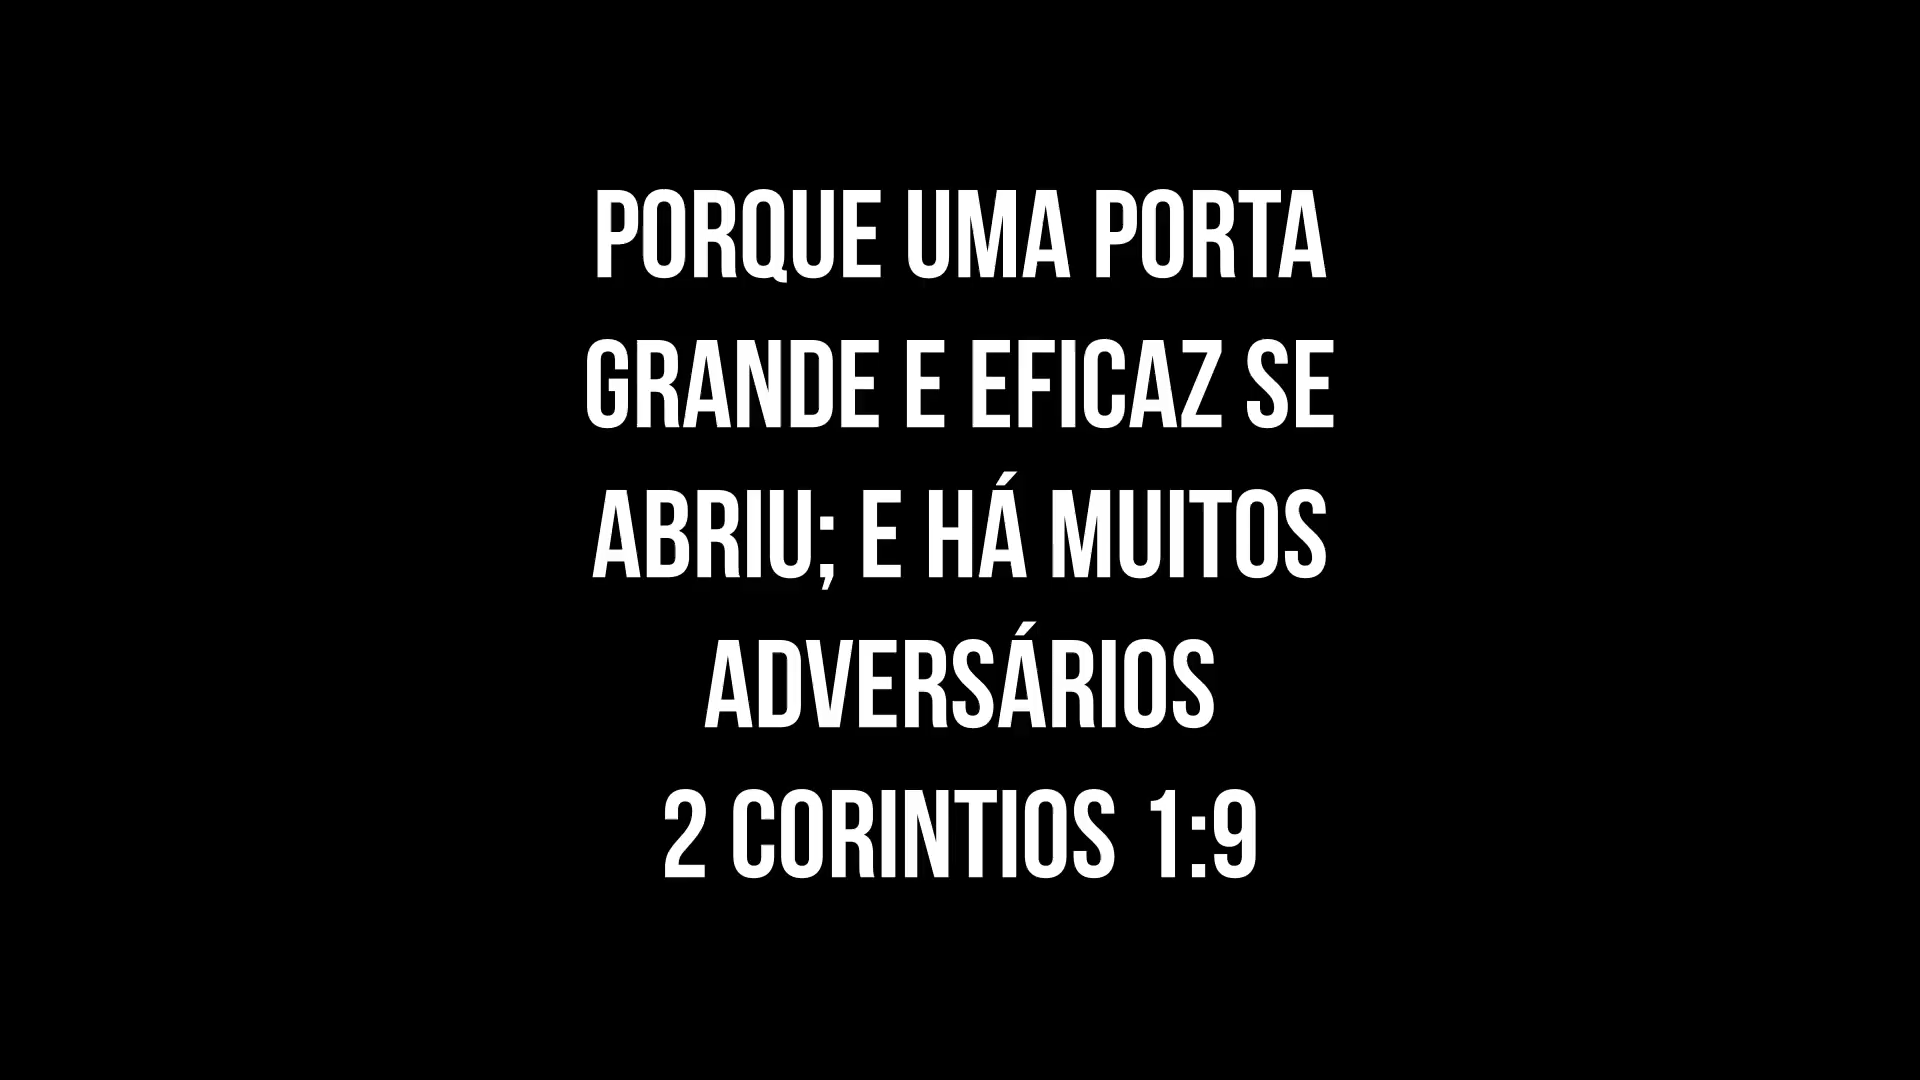 PORQUE UMA PORTA
GRANDE E EFICAZ SE
ABRIU; E HÁ MUITOS
ADVERSÁRIOS
2 CORINTIOS 1:9